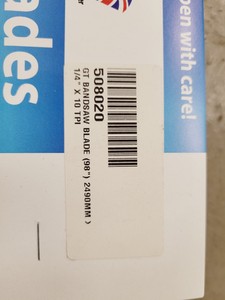 pen with care!
ades
508020
GT BANDSAW BLADE (98") 2490MM >
1/4" X 10 TPI